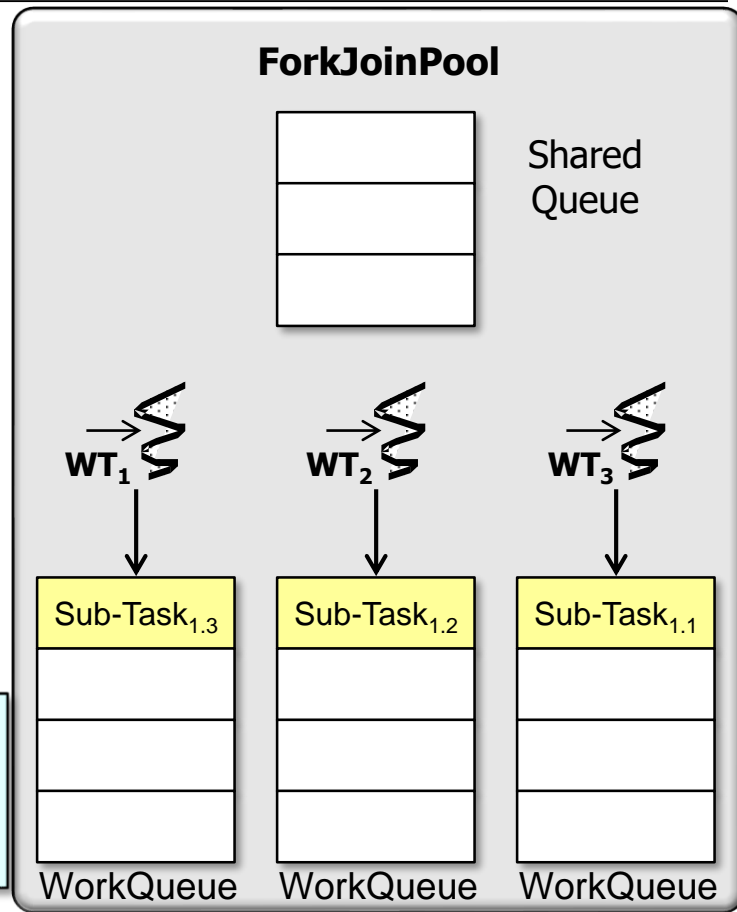 ForkJoinPool
Shared
Queue
WT₁ WT₂ WT₃
Sub-Task₁.₃ Sub-Task₁.₂ Sub-Task₁.₁
WorkQueue WorkQueue WorkQueue